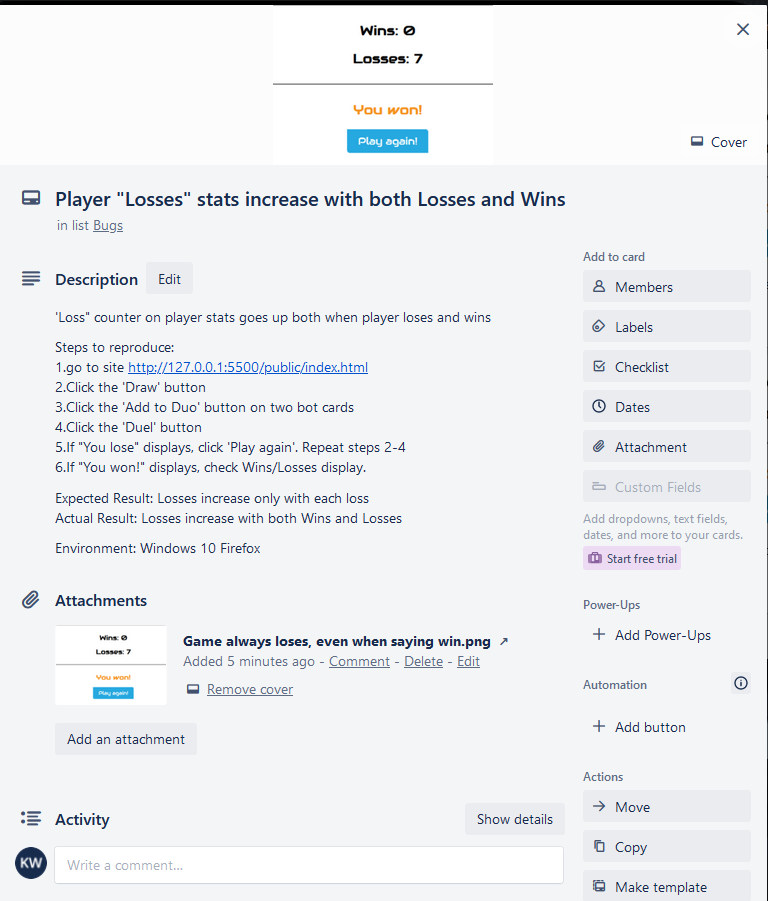 Wins: 0
Losses: 7
You won!
Play again!
Cover
Player "Losses" stats increase with both Losses and Wins
in list Bugs
Description
Edit
'Loss" counter on player stats goes up both when player loses and wins
Steps to reproduce:
1.go to site http://127.0.0.1:5500/public/index.html
2.Click the 'Draw' button
3.Click the 'Add to Duo' button on two bot cards
4.Click the 'Duel' button
5.If "You lose" displays, click 'Play again'. Repeat steps 2-4
6.If "You won!" displays, check Wins/Losses display.
Expected Result: Losses increase only with each loss
Actual Result: Losses increase with both Wins and Losses
Environment: Windows 10 Firefox
Attachments
Wins: 0
Losses: 7
You won!
Play again!
Game always loses, even when saying win.png ↗
Added 5 minutes ago - Comment - Delete - Edit
Remove cover
Add an attachment
Activity
Show details
KW
Write a comment...
Add to card
Members
Labels
Checklist
Dates
Attachment
Custom Fields
Add dropdowns, text fields,
dates, and more to your cards.
Start free trial
Power-Ups
+ Add Power-Ups
Automation
+ Add button
Actions
Move
Copy
Make template